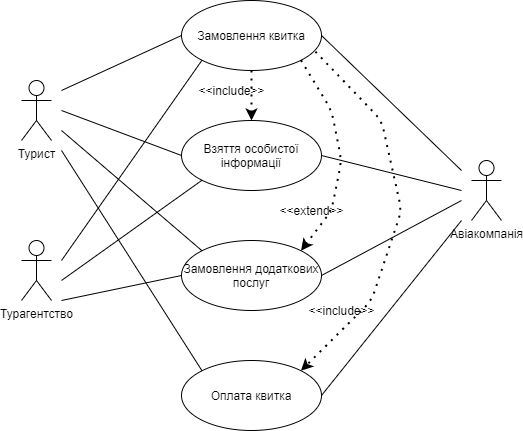 Замовлення квитка
<<include>>
Взяття особистої
інформації
Турист
Авіакомпанія
<<extend>>
Замовлення додаткових
послуг
Турагентство
<<include>>
Оплата квитка